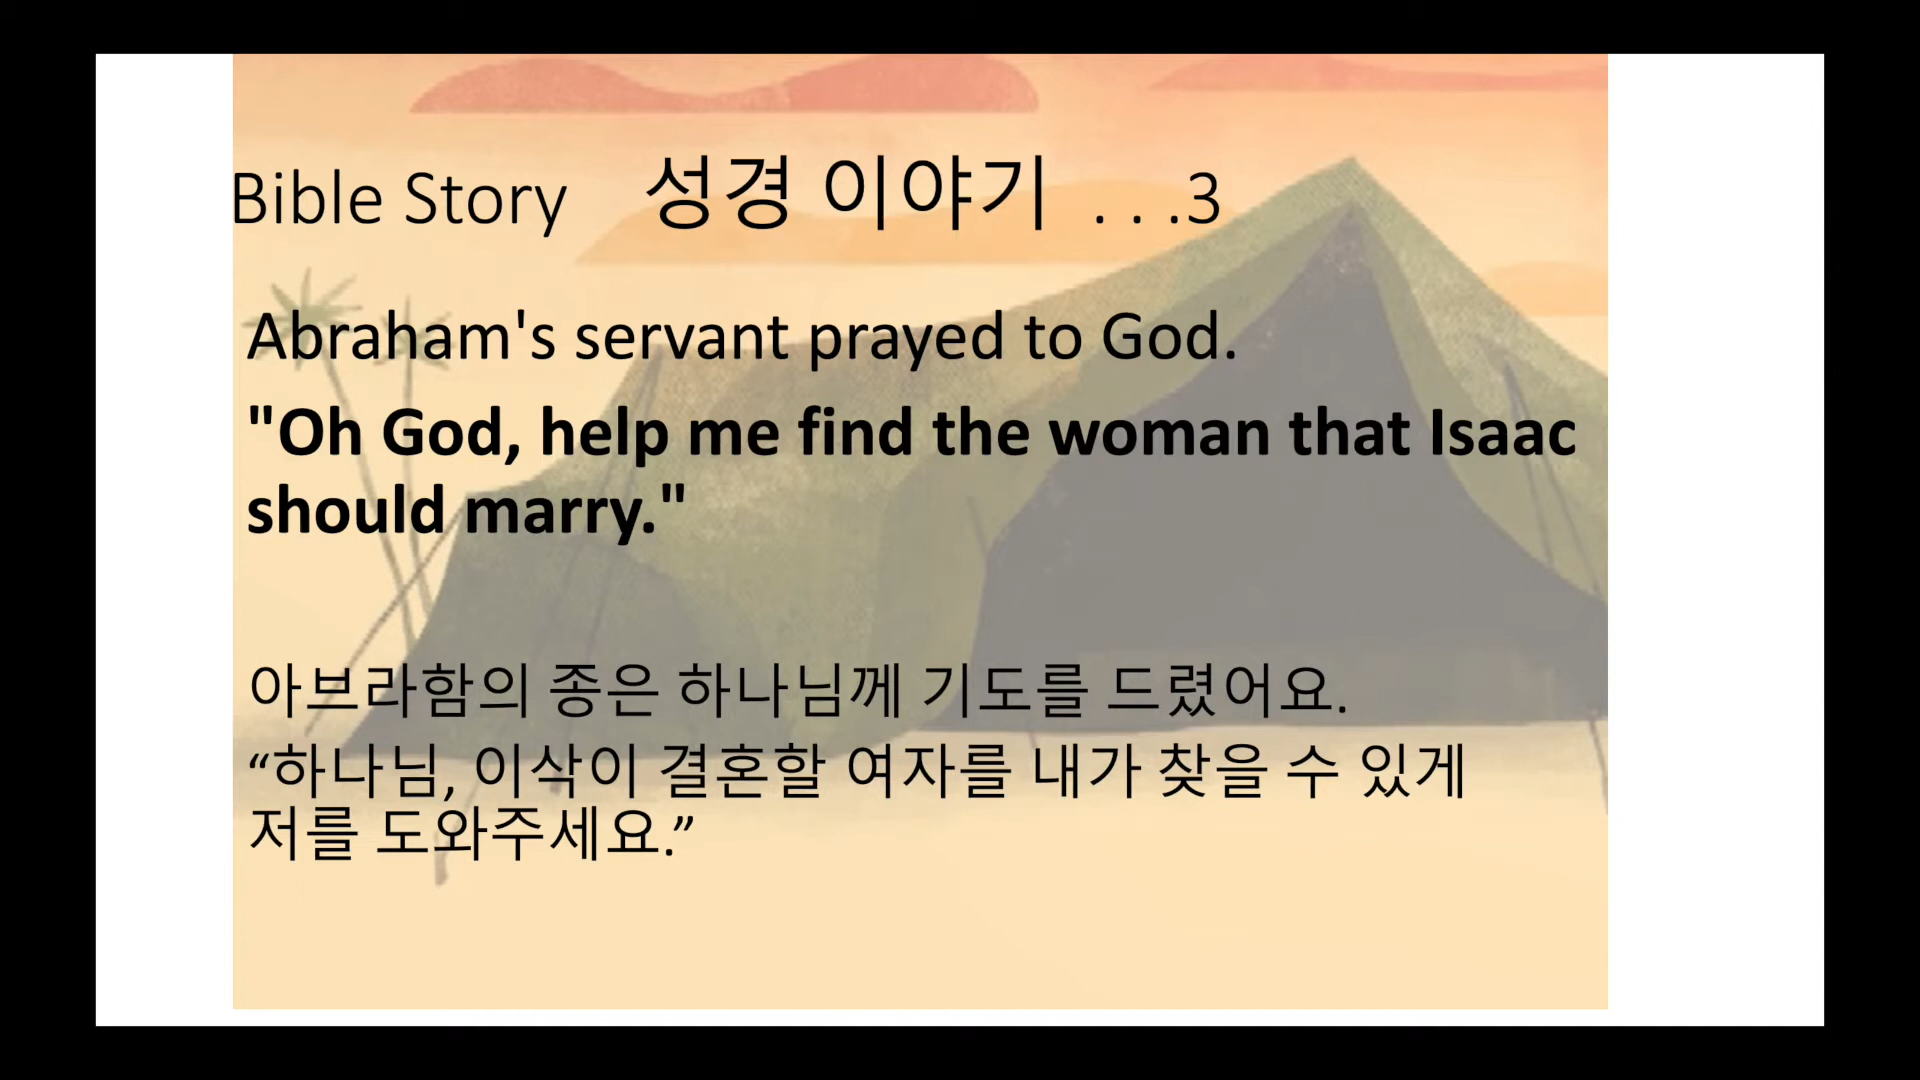 Bible Story 성경 이야기 . . .3
Abraham's servant prayed to God.
"Oh God, help me find the woman that Isaac
should marry."
아브라함의 종은 하나님께 기도를 드렸어요.
“하나님, 이삭이 결혼할 여자를 내가 찾을 수 있게
저를 도와주세요.”